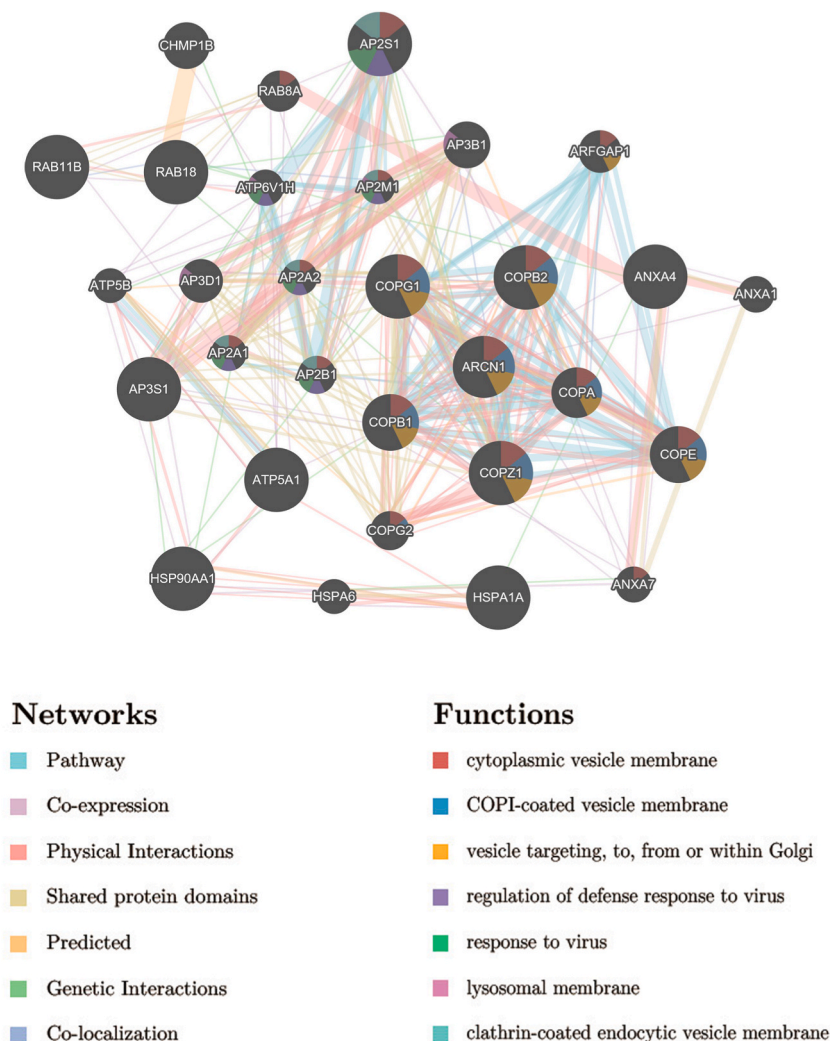 CHMP1B
AP2S1
RAB8A
AP3B1
ARFGAP1
RAB11B
RAB18
ATP6V1H
AP2M1
ATP5B
AP3D1
AP2A2
COPG1
COPB2
ANXA4
ANXA1
AP2A1
AP2B1
ARCN1
AP3S1
COPA
COPB1
COPE
ATP5A1
COPZ1
COPG2
HSP90AA1
HSPA6
HSPA1A
ANXA7
Networks
Pathway
Co-expression
Physical Interactions
Shared protein domains
Predicted
Genetic Interactions
Co-localization
Functions
cytoplasmic vesicle membrane
COPI-coated vesicle membrane
vesicle targeting, to, from or within Golgi
regulation of defense response to virus
response to virus
lysosomal membrane
clathrin-coated endocytic vesicle membrane